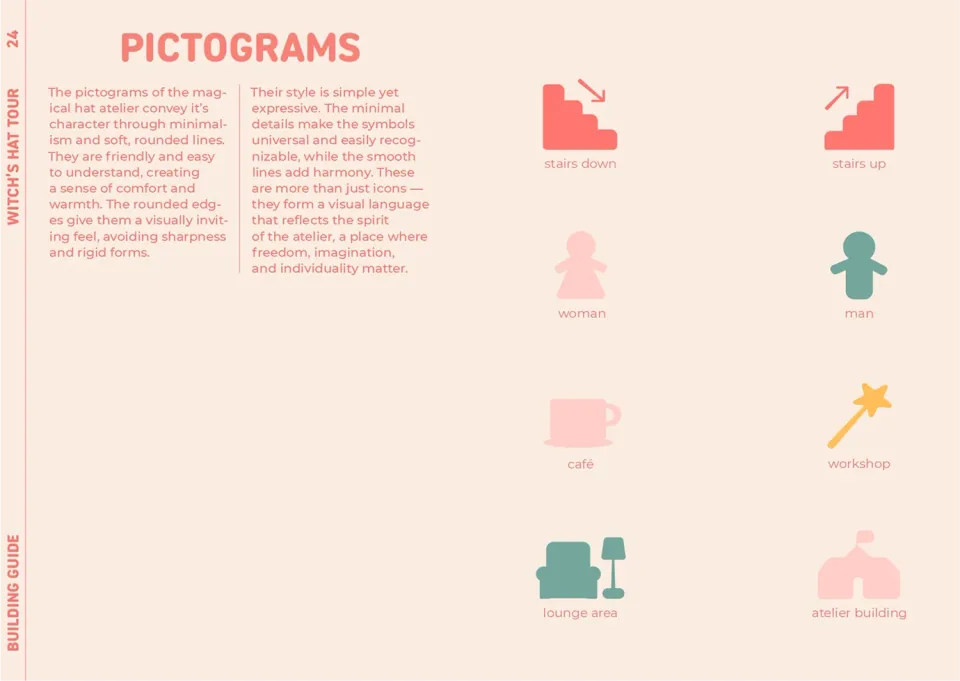 24
WITCH'S HAT TOUR
BUILDING GUIDE
PICTOGRAMS
The pictograms of the mag-
ical hat atelier convey it's
character through minimal-
ism and soft, rounded lines.
They are friendly and easy
to understand, creating
a sense of comfort and
warmth. The rounded edg-
es give them a visually invit-
ing feel, avoiding sharpness
and rigid forms.
Their style is simple yet
expressive. The minimal
details make the symbols
universal and easily recog-
nizable, while the smooth
lines add harmony. These
are more than just icons —
they form a visual language
that reflects the spirit
of the atelier, a place where
freedom, imagination,
and individuality matter.
stairs down
stairs up
woman
man
café
workshop
lounge area
atelier building